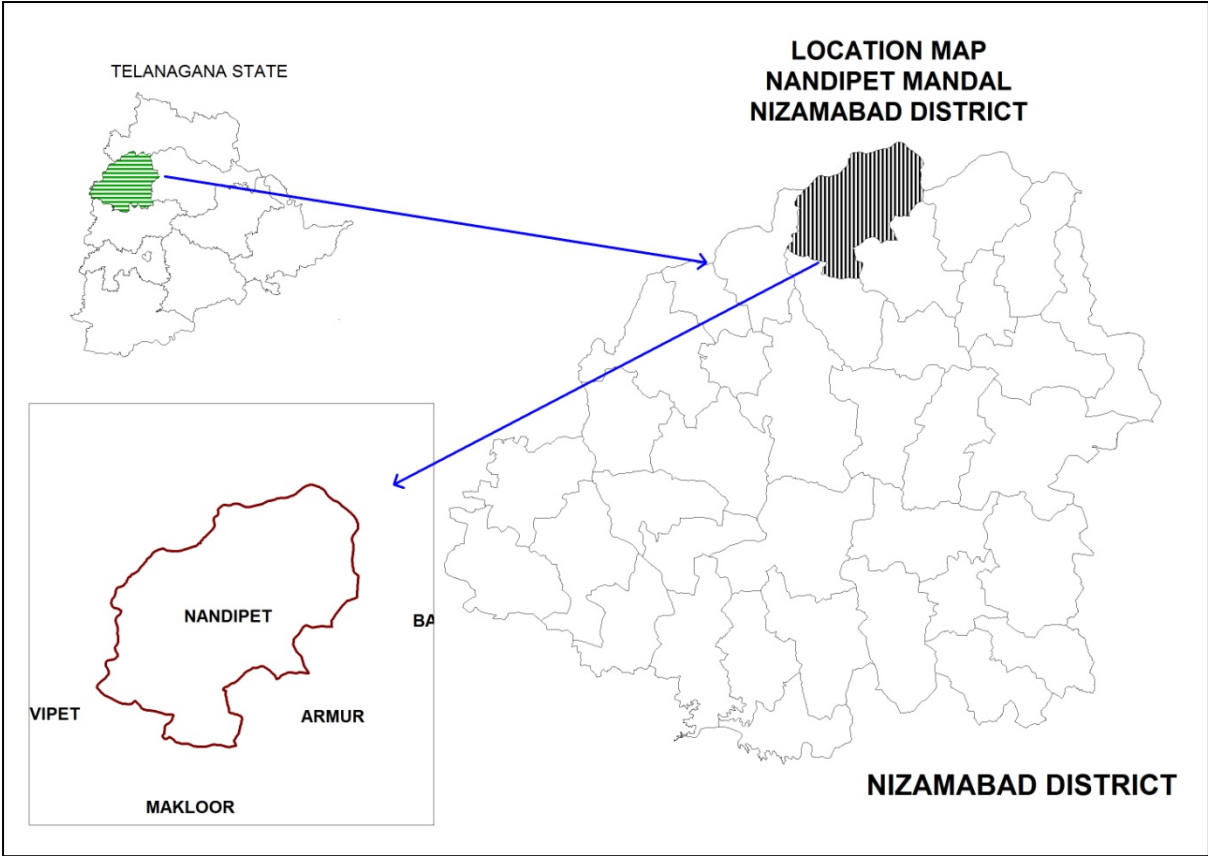 TELANAGANA STATE
LOCATION MAP
NANDIPET MANDAL
NIZAMABAD DISTRICT
NANDIPET
BA
VIPET
ARMUR
MAKLOOR
NIZAMABAD DISTRICT